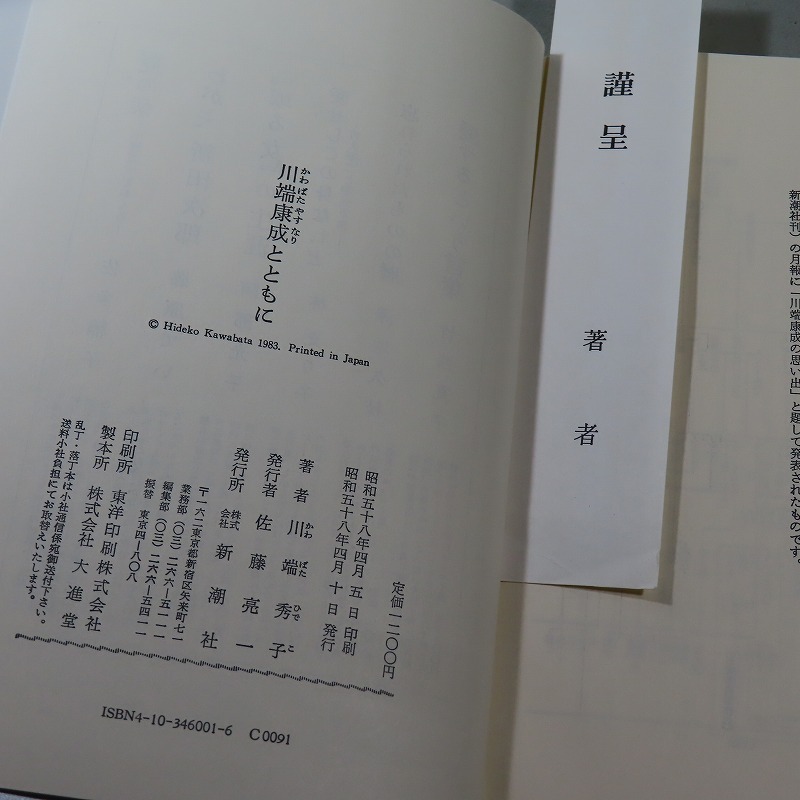 新潮社刊）の月報に「川端康成の思い出」と題して発表されたものです。
謹呈
著者
かわばたやすなり
川端康成とともに
© Hideko Kawabata 1983. Printed in Japan
定価一二〇〇円
昭和五十八年四月 五 日 印刷
昭和五十八年四月 十 日 発行
著者 川端秀子
かわ ばた ひで こ
発行者 佐藤亮一
発行所 株式会社 新潮社
〒一六二東京都新宿区矢来町七一
業務部（〇三）二六六-五一一一
編集部（〇三）二六六-五四一一
振替 東京四-八〇八
印刷所 東洋印刷株式会社
製本所 株式会社 大進堂
乱丁・落丁本は小社通信係宛御送付下さい。
送料小社負担にてお取替えいたします。
ISBN4-10-346001-6 C0091